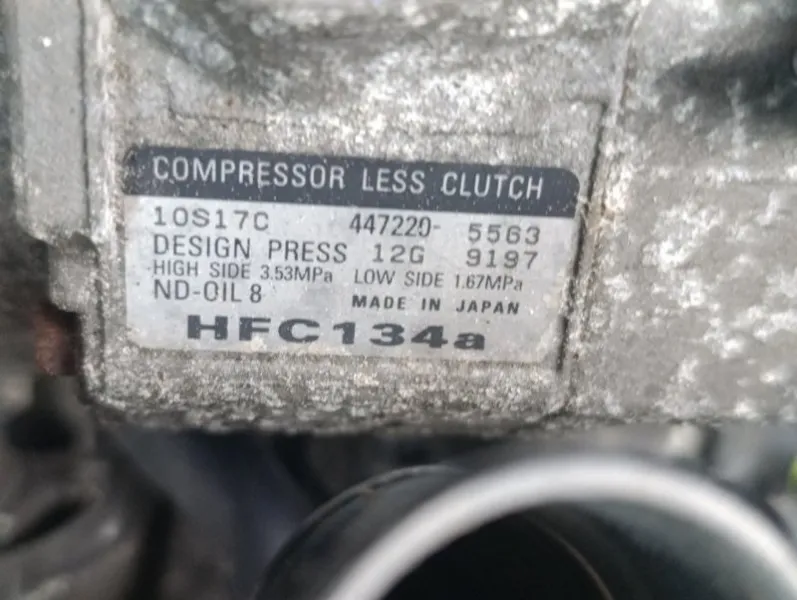 COMPRESSOR LESS CLUTCH
10S17C 447220- 5563
DESIGN PRESS 12G 9197
HIGH SIDE 3.53MPa LOW SIDE 1.67MPa
ND-OIL 8 MADE IN JAPAN
HFC134a